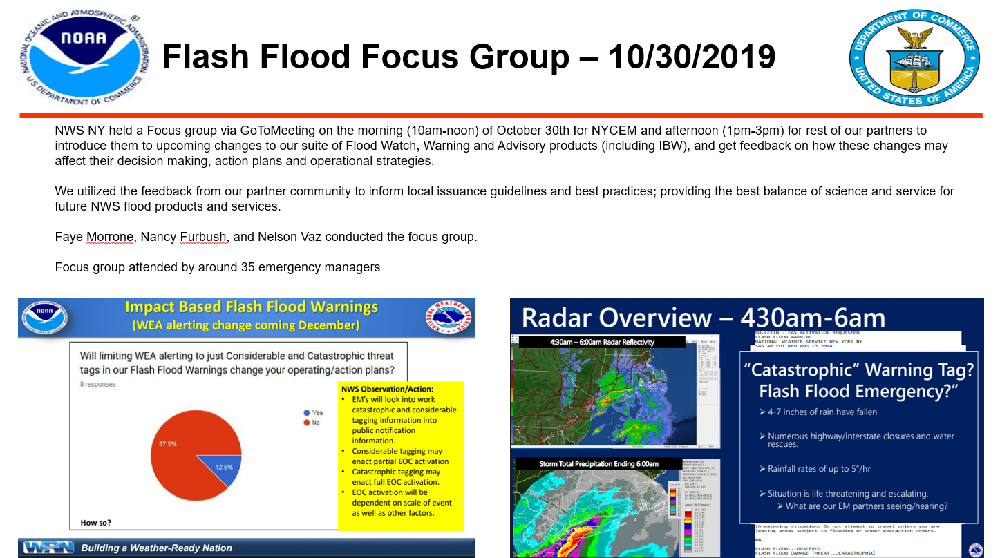 NATIONAL OCEANIC AND ATMOSPHERIC ADMINISTRATION
U.S. DEPARTMENT OF COMMERCE
NOAA
®
Flash Flood Focus Group – 10/30/2019
DEPARTMENT OF COMMERCE
UNITED STATES OF AMERICA
NWS NY held a Focus group via GoToMeeting on the morning (10am-noon) of October 30th for NYCEM and afternoon (1pm-3pm) for rest of our partners to
introduce them to upcoming changes to our suite of Flood Watch, Warning and Advisory products (including IBW), and get feedback on how these changes may
affect their decision making, action plans and operational strategies.
We utilized the feedback from our partner community to inform local issuance guidelines and best practices; providing the best balance of science and service for
future NWS flood products and services.
Faye Morrone, Nancy Furbush, and Nelson Vaz conducted the focus group.
Focus group attended by around 35 emergency managers
NOAA
Impact Based Flash Flood Warnings
(WEA alerting change coming December)
NATIONAL WEATHER SERVICE
Will limiting WEA alerting to just Considerable and Catastrophic threat
tags in our Flash Flood Warnings change your operating/action plans?
8 responses
Yes
No
87.5%
12.5%
How so?
NWS Observation/Action:
• EM's will look into work
catastrophic and considerable
tagging information into
public notification
information.
• Considerable tagging may
enact partial EOC activation
• Catastrophic tagging may
enact full EOC activation.
• EOC activation will be
dependent on scale of event
as well as other factors.
WRN Building a Weather-Ready Nation
Radar Overview – 430am-6am
4:30am – 6:00am Radar Reflectivity
Storm Total Precipitation Ending 6:00am
BULLETIN - EAS ACTIVATION REQUESTED
FLASH FLOOD WARNING
NATIONAL WEATHER SERVICE NEW YORK NY
545 AM EDT WED AUG 13 2014
“Catastrophic” Warning Tag?
Flash Flood Emergency?”
➢ 4-7 inches of rain have fallen
➢ Numerous highway/interstate closures and water
rescues.
➢ Rainfall rates of up to 5”/hr
➢ Situation is life threatening and escalating.
➢ What are our EM partners seeing/hearing?
threatening situation. Do not attempt to travel unless you are
leaving areas subject to flooding or under evacuation orders.
&&
FLASH FLOOD...OBSERVED
FLASH FLOOD DAMAGE THREAT...CATASTROPHIC